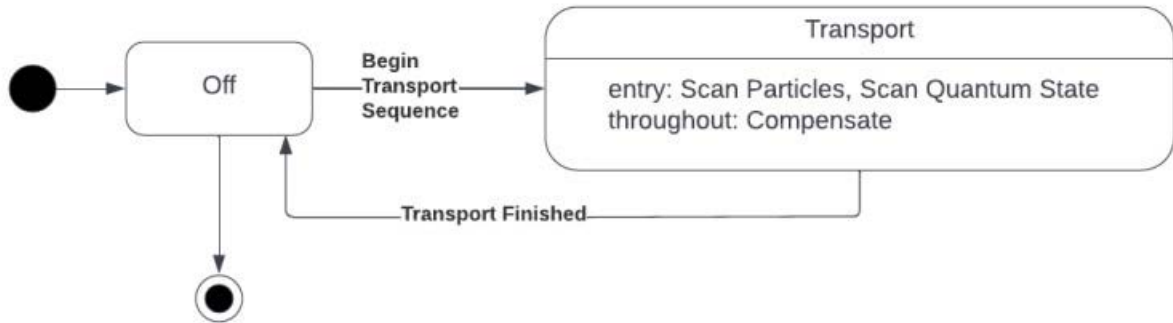 Transport
Off
Begin
Transport
Sequence
entry: Scan Particles, Scan Quantum State
throughout: Compensate
Transport Finished